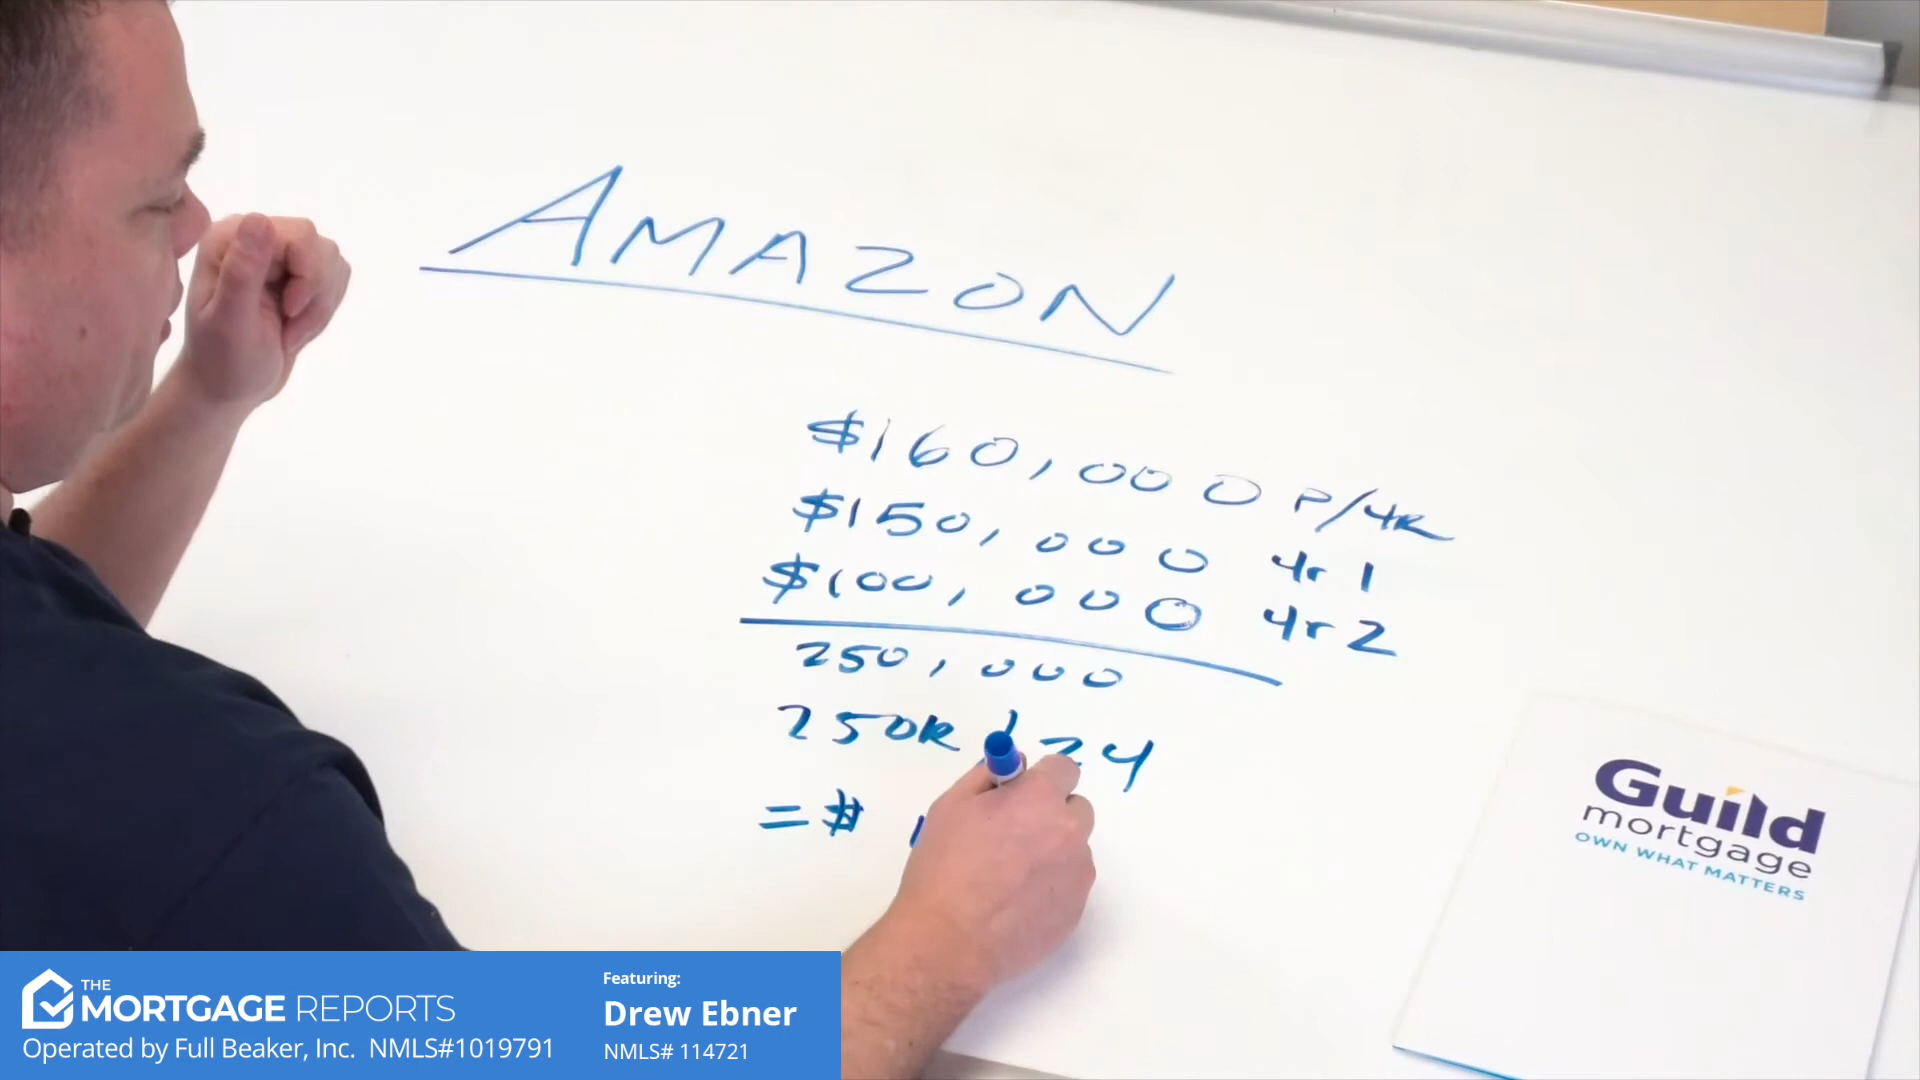 AMAZON
$160,000 P/YR
$150,000 yr 1
$100,000 yr 2
250,000
250K / 24
= $
Guild
mortgage
OWN WHAT MATTERS
THE
MORTGAGE REPORTS
Operated by Full Beaker, Inc. NMLS#1019791
Featuring:
Drew Ebner
NMLS# 114721